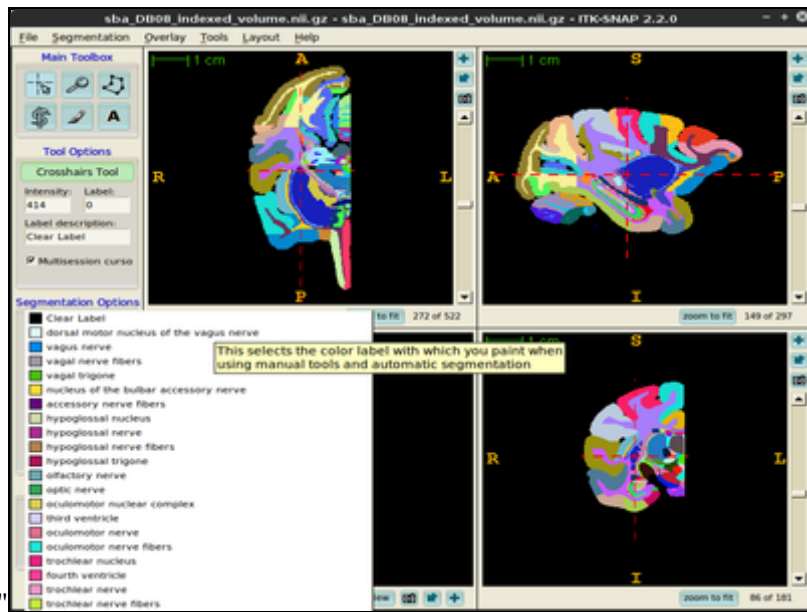 sba_DB08_indexed_volume.nii.gz - sba_DB08_indexed_volume.nii.gz - ITK-SNAP 2.2.0
File Segmentation Overlay Tools Layout Help
Main Toolbox
A
Tool Options
Crosshairs Tool
Intensity: Label:
414 0
Label description:
Clear Label
Multisession curso
Segmentation Options
1 cm
A
R
L
P
to fit
272 of 522
1 cm
S
A
P
I
zoom to fit
149 of 297
Clear Label
dorsal motor nucleus of the vagus nerve
vagus nerve
vagal nerve fibers
vagal trigone
nucleus of the bulbar accessory nerve
accessory nerve fibers
hypoglossal nucleus
hypoglossal nerve
hypoglossal nerve fibers
hypoglossal trigone
olfactory nerve
optic nerve
oculomotor nuclear complex
third ventricle
oculomotor nerve
oculomotor nerve fibers
trochlear nucleus
fourth ventricle
trochlear nerve
trochlear nerve fibers
This selects the color label with which you paint when
using manual tools and automatic segmentation
S
R
L
I
zoom to fit
86 of 181
"